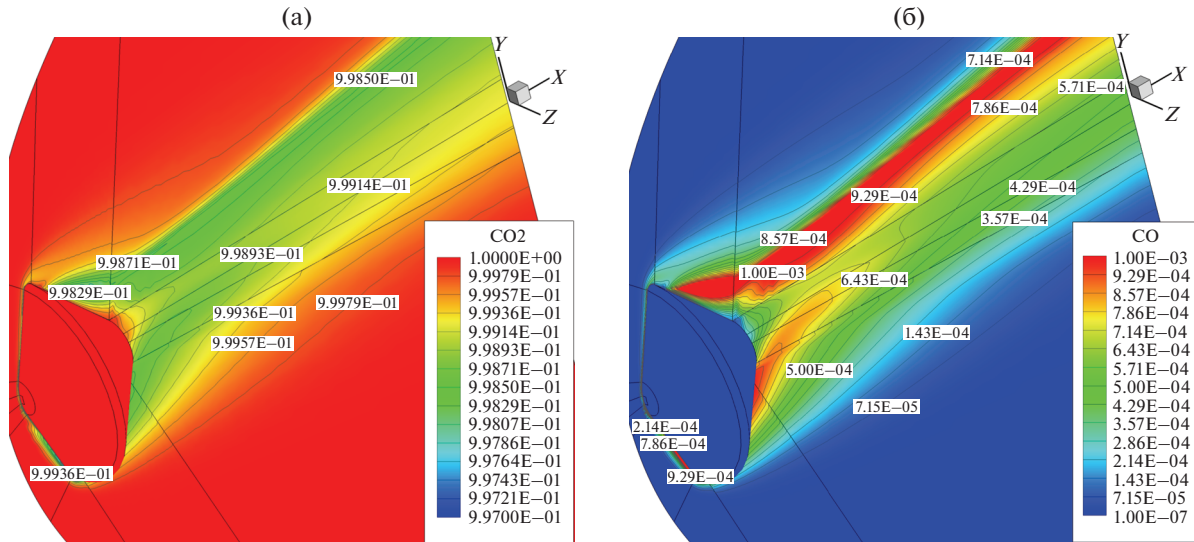 (а)
Y
X
Z
9.9850E−01
9.9914E−01
9.9893E−01
9.9871E−01
9.9829E−01
9.9979E−01
9.9936E−01
9.9957E−01
9.9936E−01
CO2
1.0000E+00
9.9979E−01
9.9957E−01
9.9936E−01
9.9914E−01
9.9893E−01
9.9871E−01
9.9850E−01
9.9829E−01
9.9807E−01
9.9786E−01
9.9764E−01
9.9743E−01
9.9721E−01
9.9700E−01
(б)
Y
X
Z
7.14E−04
5.71E−04
7.86E−04
4.29E−04
9.29E−04
3.57E−04
8.57E−04
1.00E−03
6.43E−04
1.43E−04
5.00E−04
7.15E−05
2.14E−04
7.86E−04
9.29E−04
CO
1.00E−03
9.29E−04
8.57E−04
7.86E−04
7.14E−04
6.43E−04
5.71E−04
5.00E−04
4.29E−04
3.57E−04
2.86E−04
2.14E−04
1.43E−04
7.15E−05
1.00E−07